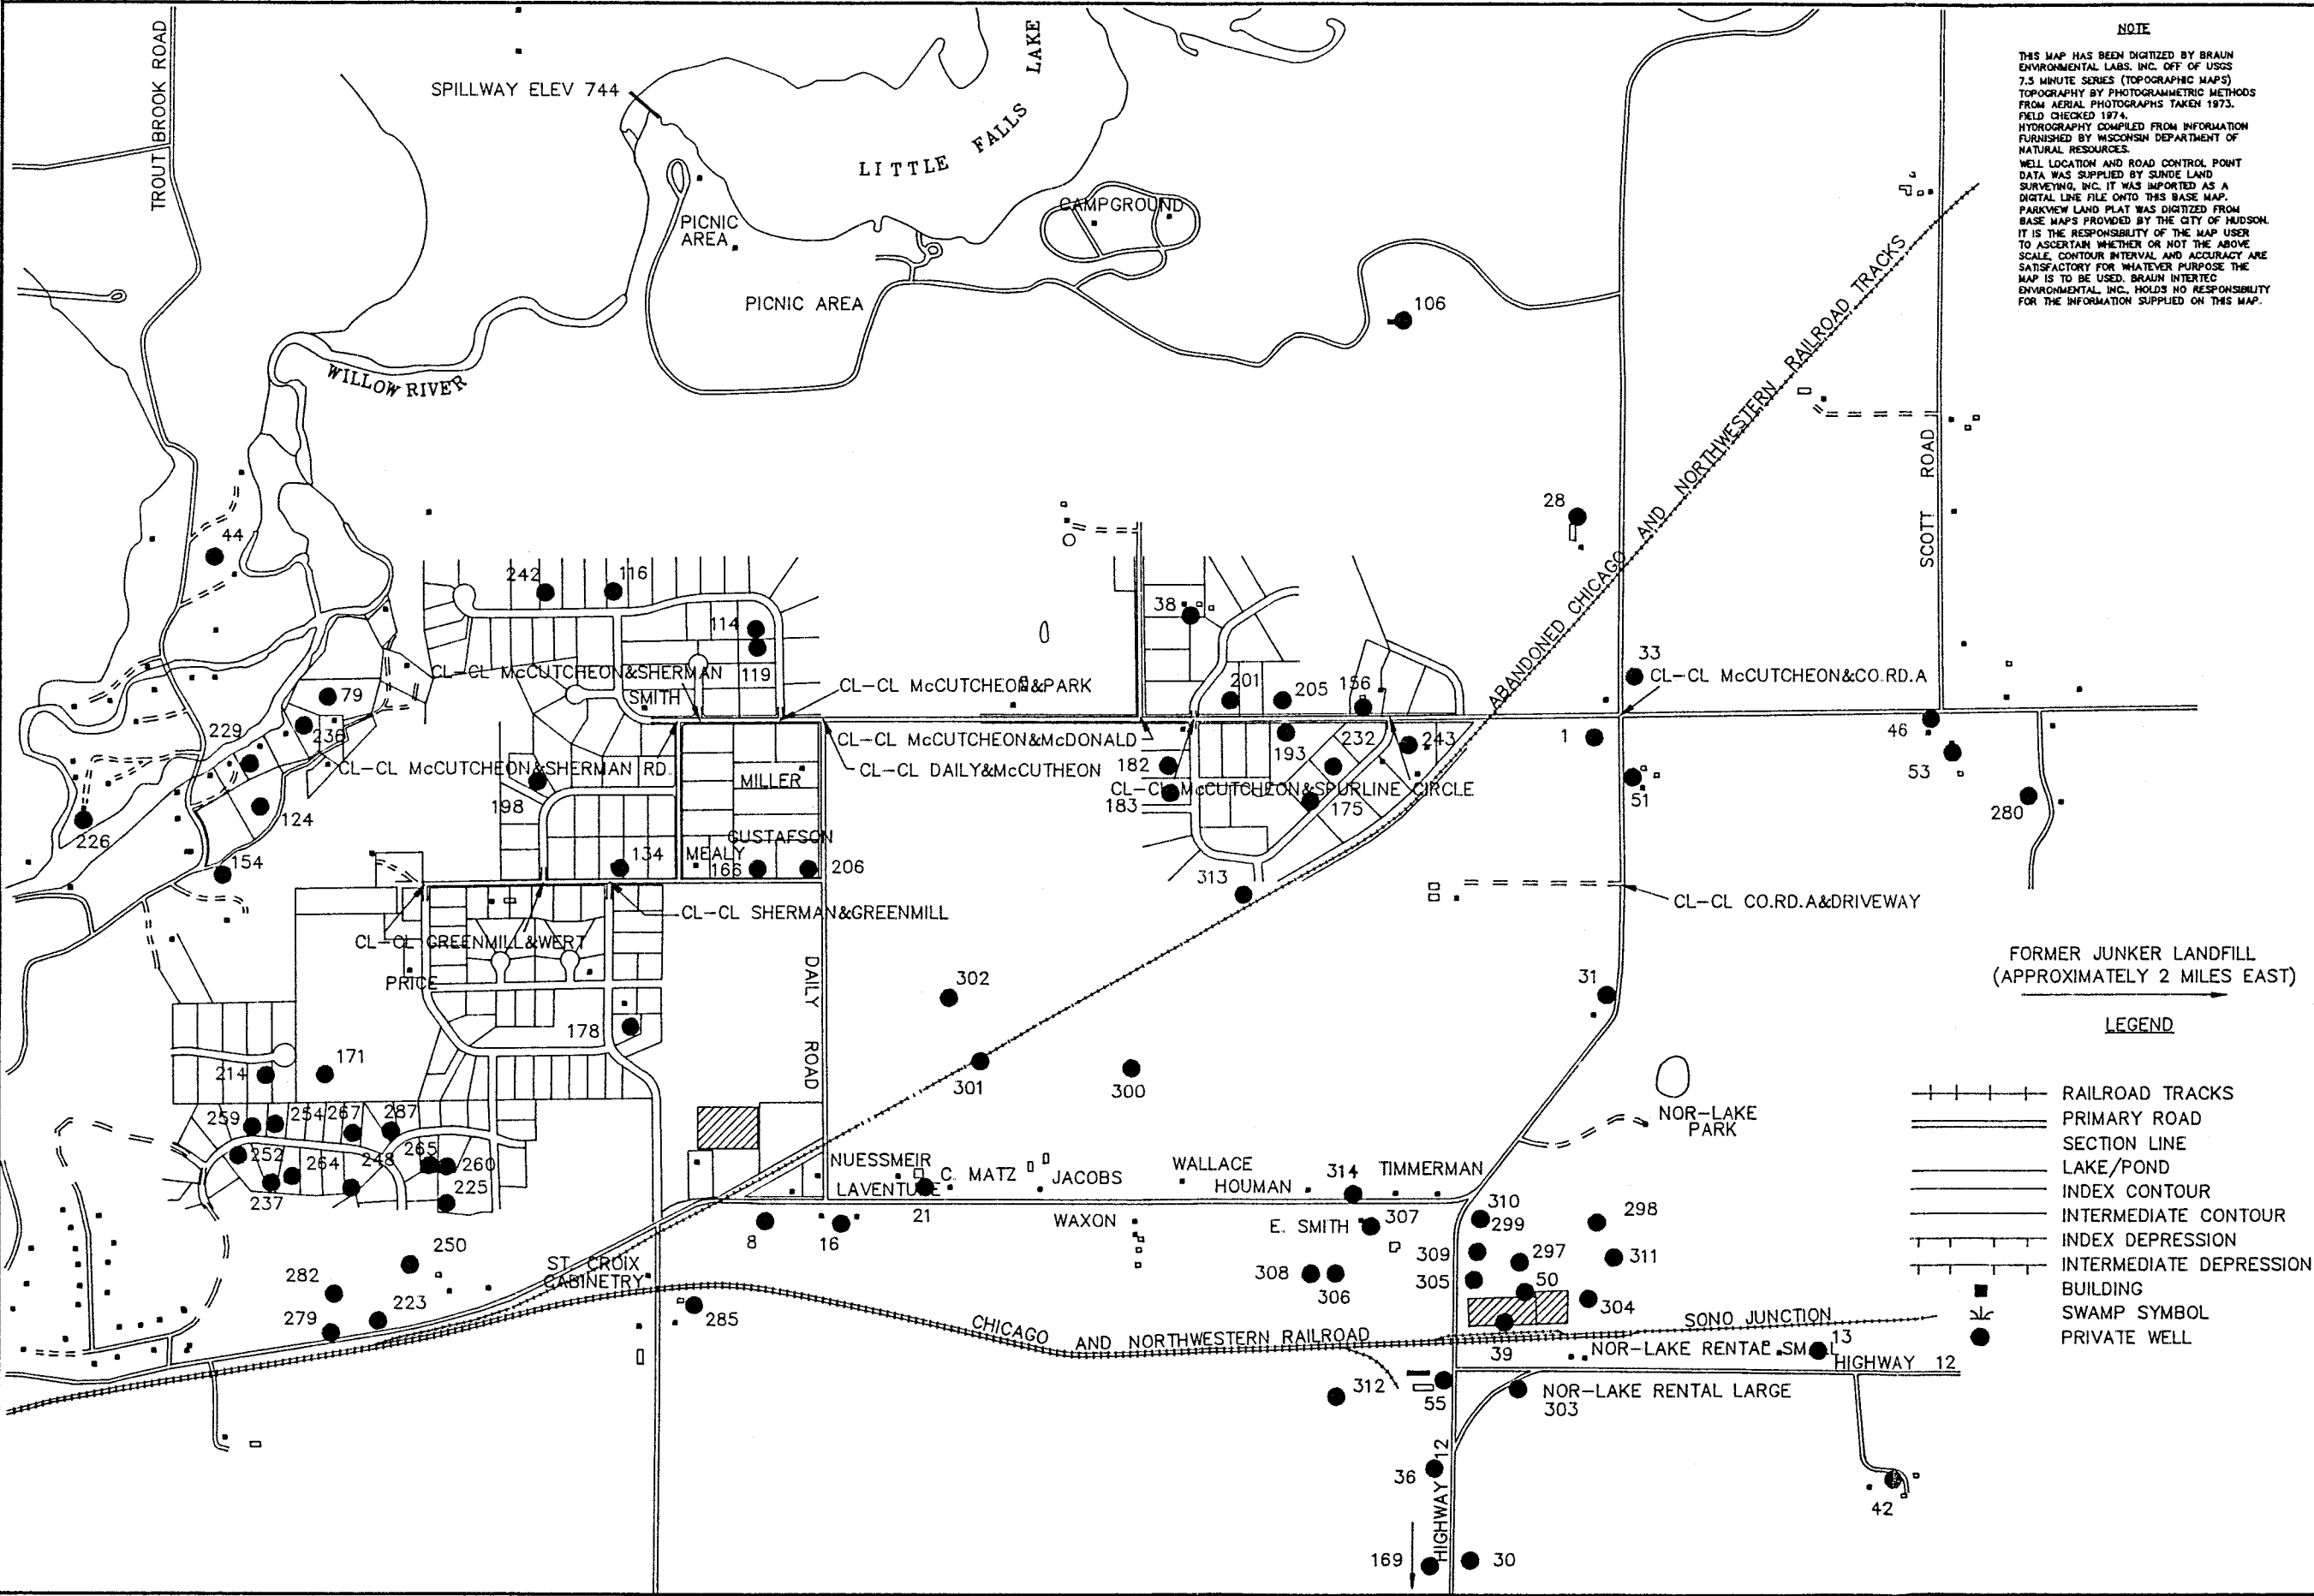 NOTE
THIS MAP HAS BEEN DIGITIZED BY BRAUN
ENVIRONMENTAL LABS. INC. OFF OF USGS
7.5 MINUTE SERIES (TOPOGRAPHIC MAPS)
TOPOGRAPHY BY PHOTOGRAMMETRIC METHODS
FROM AERIAL PHOTOGRAPHS TAKEN 1973.
FIELD CHECKED 1974.
HYDROGRAPHY COMPILED FROM INFORMATION
FURNISHED BY WISCONSIN DEPARTMENT OF
NATURAL RESOURCES.
WELL LOCATION AND ROAD CONTROL POINT
DATA WAS SUPPLIED BY SUNDE LAND
SURVEYING, INC. IT WAS IMPORTED AS A
DIGITAL LINE FILE ONTO THIS BASE MAP.
PARKVIEW LAND PLAT WAS DIGITIZED FROM
BASE MAPS PROVIDED BY THE CITY OF HUDSON.
IT IS THE RESPONSIBILITY OF THE MAP USER
TO ASCERTAIN WHETHER OR NOT THE ABOVE
SCALE, CONTOUR INTERVAL AND ACCURACY ARE
SATISFACTORY FOR WHATEVER PURPOSE THE
MAP IS TO BE USED. BRAUN INTERTEC
ENVIRONMENTAL, INC., HOLDS NO RESPONSIBILITY
FOR THE INFORMATION SUPPLIED ON THIS MAP.
TROUT BROOK ROAD
SPILLWAY ELEV 744
LITTLE FALLS LAKE
PICNIC
AREA
CAMPGROUND
PICNIC AREA
106
WILLOW RIVER
ABANDONED CHICAGO AND NORTHWESTERN RAILROAD TRACKS
SCOTT ROAD
28
44
242
116
114
119
38
33
CL-CL McCUTCHEON&SHERMAN
SMITH
CL-CL McCUTCHEON&PARK
201
205
156
CL-CL McCUTCHEON&CO.RD.A
79
229
236
CL-CL McCUTCHEON&McDONALD
193
232
243
1
46
CL-CL McCUTCHEON&SHERMAN RD.
CL-CL DAILY&McCUTHEON
182
53
198
MILLER
CL-CL McCUTCHEON&SPURLINE CIRCLE
183
175
51
280
124
226
GUSTAFSON
154
134
MEALY
166
206
313
CL-CL SHERMAN&GREENMILL
CL-CL CO.RD.A&DRIVEWAY
CL-CL GREENMILL&WERT
PRICE
DAILY ROAD
302
31
FORMER JUNKER LANDFILL
(APPROXIMATELY 2 MILES EAST)
178
171
214
301
300
NOR-LAKE
PARK
259
254
267
287
252
264
248
265
260
237
225
NUESSMEIR
LAVENTURE
C. MATZ
JACOBS
WALLACE
HOUMAN
314
TIMMERMAN
21
8
16
WAXON
E. SMITH
307
310
299
298
309
297
311
250
282
279
223
ST. CROIX
CABINETRY
285
308
306
305
50
304
CHICAGO AND NORTHWESTERN RAILROAD
SONO JUNCTION
39
NOR-LAKE RENTAL SMALL
13
HIGHWAY 12
312
55
NOR-LAKE RENTAL LARGE
303
36
HIGHWAY 12
42
169
30
LEGEND
RAILROAD TRACKS
PRIMARY ROAD
SECTION LINE
LAKE/POND
INDEX CONTOUR
INTERMEDIATE CONTOUR
INDEX DEPRESSION
INTERMEDIATE DEPRESSION
BUILDING
SWAMP SYMBOL
PRIVATE WELL